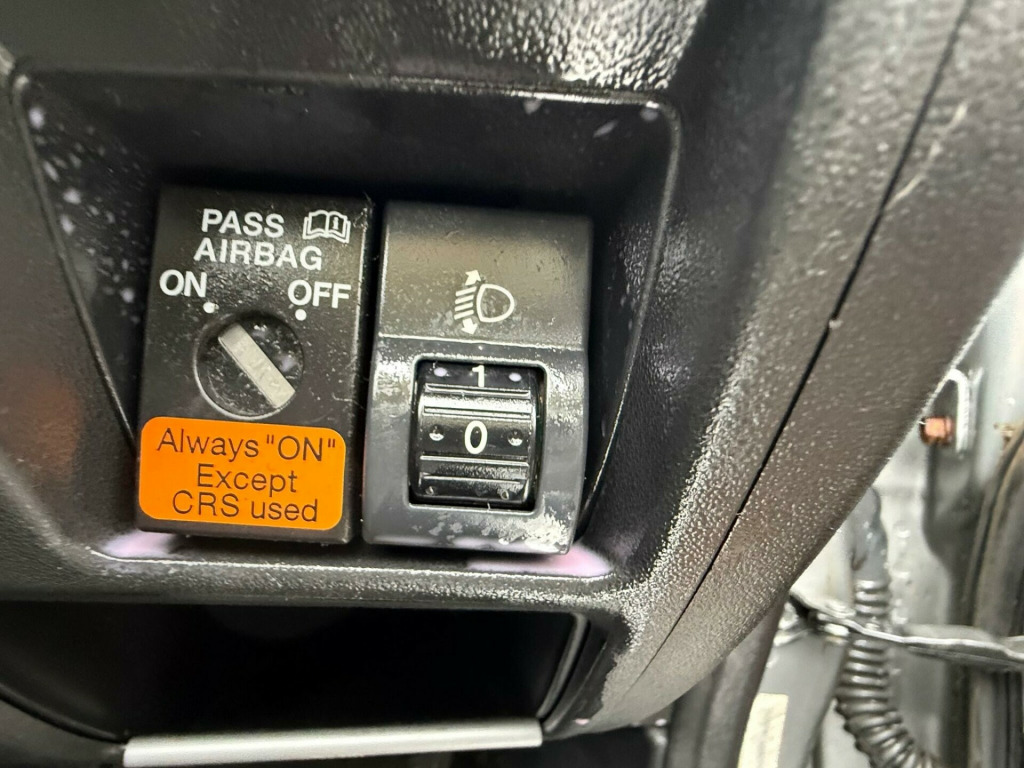 PASS
AIRBAG
ON OFF
Always "ON"
Except
CRS used
1
0